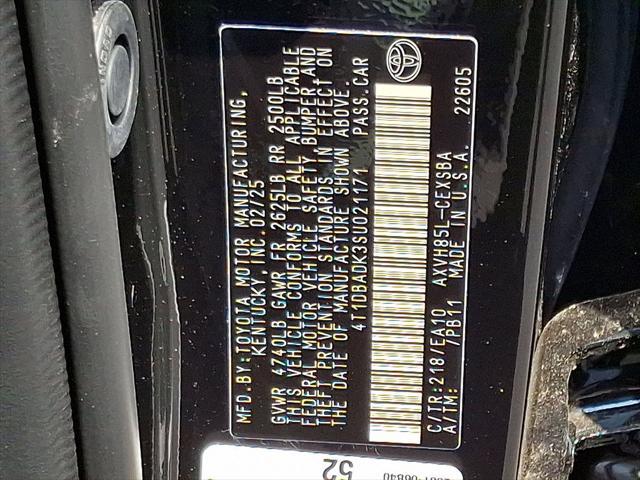 MFD. BY:TOYOTA MOTOR MANUFACTURING,
KENTUCKY, INC.02/25
GVWR 4740LB GAWR FR 2625LB RR 2500LB
THIS VEHICLE CONFORMS TO ALL APPLICABLE
FEDERAL MOTOR VEHICLE SAFETY, BUMPER AND
THEFT PREVENTION STANDARDS IN EFFECT ON
THE DATE OF MANUFACTURE SHOWN ABOVE.
4T1DBADK3SU021171 PASS.CAR
C/TR:218/EA10 AXVH85L-CEXSBA
A/TM: /PB11 MADE IN U.S.A. 22605
52
06840